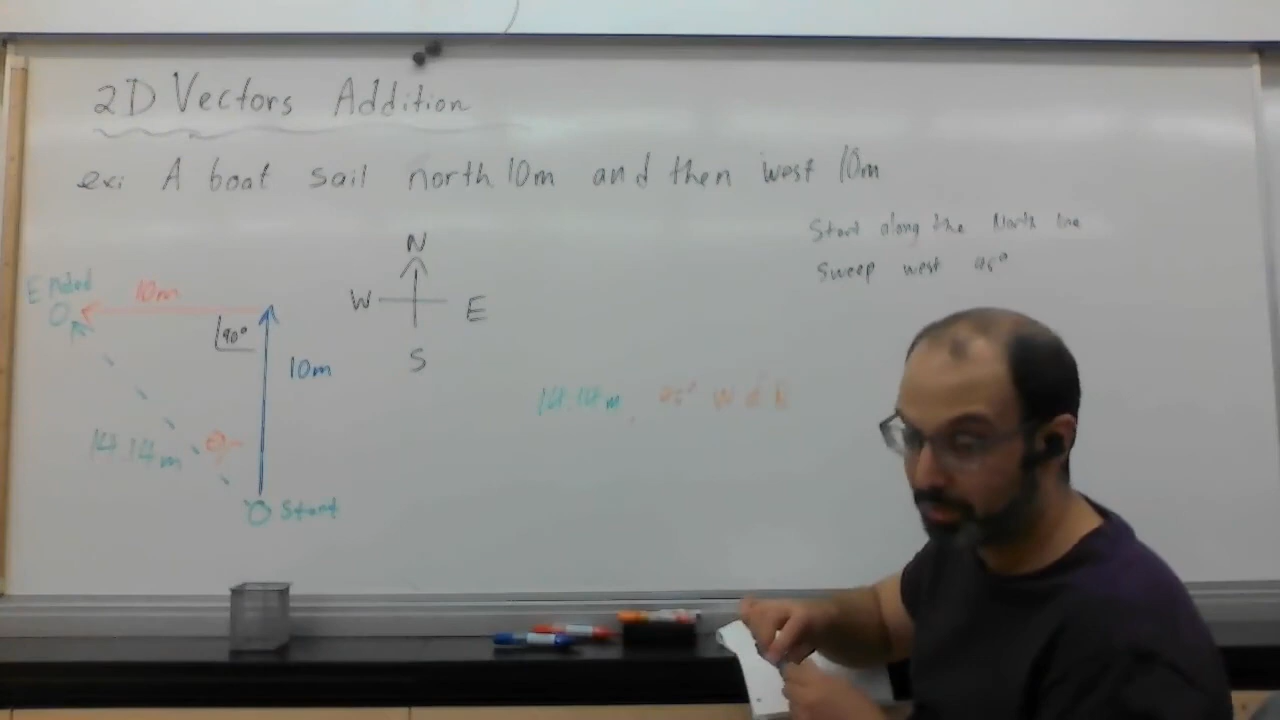 2D Vectors Addition
ex: A boat sail north 10m and then west 10m
Start along the North line
Sweep west 45°
N
W E
S
Ended
10m
90°
10m
14.14m
θ
Start
14.14m, 45° W of N